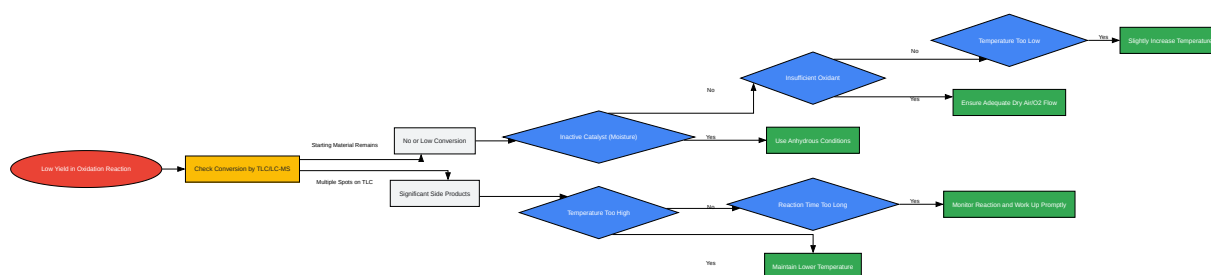 Temperature Too Low
Yes
Slightly Increase Temperature
No
Insufficient Oxidant
No
Yes
Ensure Adequate Dry Air/O2 Flow
Inactive Catalyst (Moisture)
Yes
Use Anhydrous Conditions
No or Low Conversion
Starting Material Remains
Low Yield in Oxidation Reaction
Check Conversion by TLC/LC-MS
Multiple Spots on TLC
Significant Side Products
Temperature Too High
No
Reaction Time Too Long
Yes
Monitor Reaction and Work Up Promptly
Yes
Maintain Lower Temperature